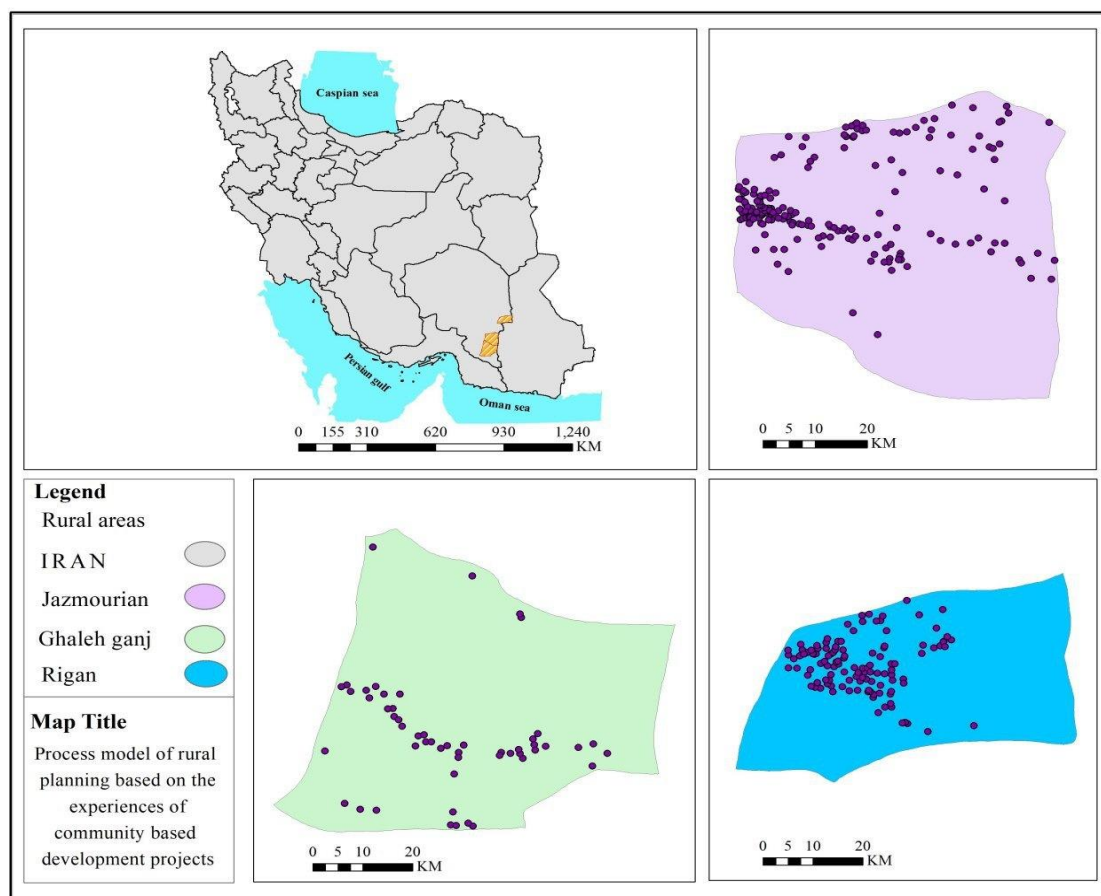 Caspian sea
Persian gulf
Oman sea
0 155 310 620 930 1,240
KM
0 5 10 20
KM
Legend
Rural areas
IRAN
Jazmourian
Ghaleh ganj
Rigan
Map Title
Process model of rural
planning based on the
experiences of
community based
development projects
0 5 10 20
KM
0 5 10 20
KM